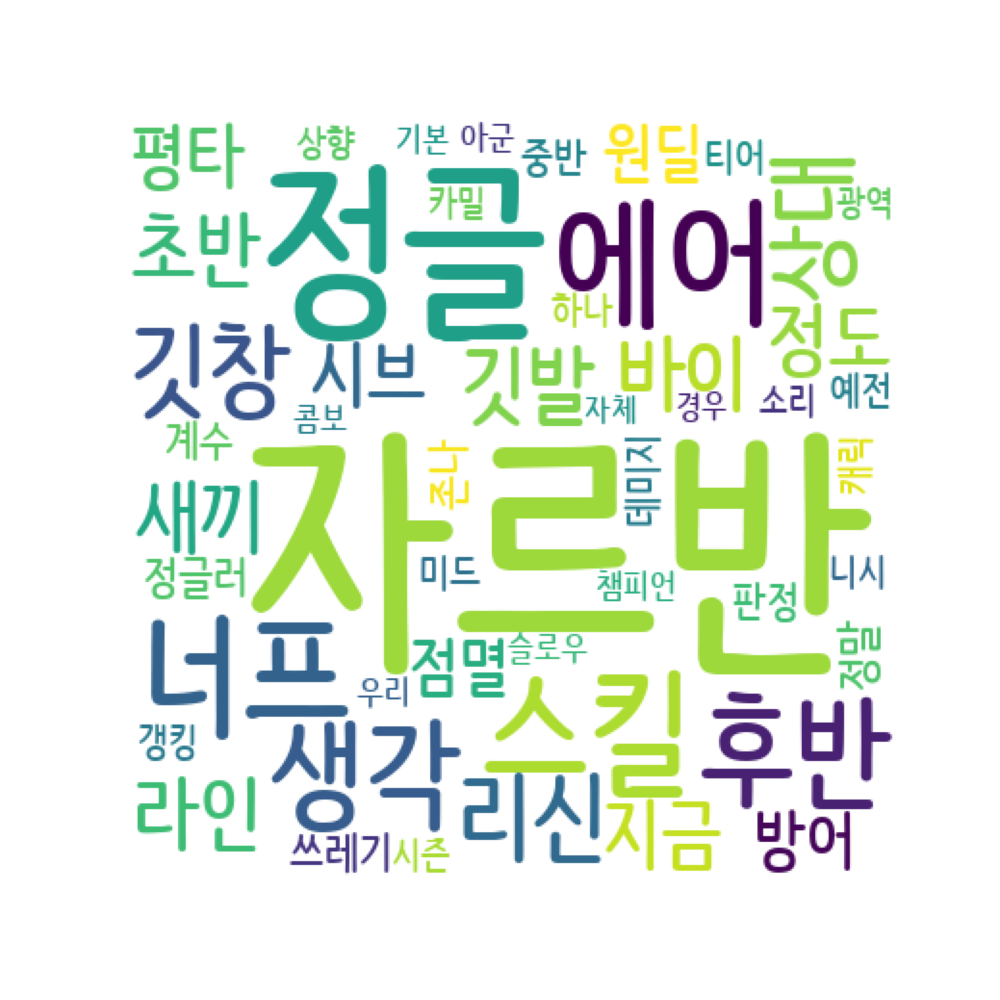 평타
상향
기본
아군
중반
원딜
티어
상대
정글
카밀
에어
광역
초반
하나
정도
깃창
시브
깃발
바이
예전
콤보
자체
경우
소리
계수
자르반
존나
데미지
캐릭
새끼
정글러
미드
챔피언
니시
판정
너프
점멸
슬로우
정말
우리
스킬
후반
갱킹
생각
라인
리신
지금
방어
쓰레기
시즌